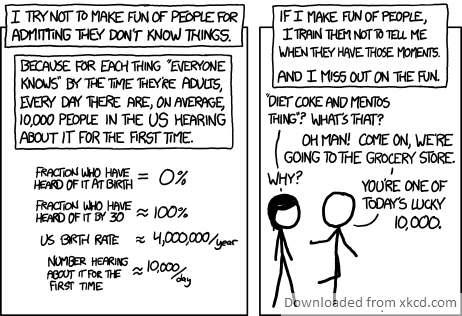 I TRY NOT TO MAKE FUN OF PEOPLE FOR
ADMITTING THEY DON'T KNOW THINGS.
BECAUSE FOR EACH THING "EVERYONE
KNOWS" BY THE TIME THEY'RE ADULTS,
EVERY DAY THERE ARE, ON AVERAGE,
10,000 PEOPLE IN THE US HEARING
ABOUT IT FOR THE FIRST TIME.
FRACTION WHO HAVE
HEARD OF IT AT BIRTH = 0%
FRACTION WHO HAVE
HEARD OF IT BY 30 ≈ 100%
US BIRTH RATE ≈ 4,000,000/year
NUMBER HEARING
ABOUT IT FOR THE
FIRST TIME ≈ 10,000/day
IF I MAKE FUN OF PEOPLE,
I TRAIN THEM NOT TO TELL ME
WHEN THEY HAVE THOSE MOMENTS.
AND I MISS OUT ON THE FUN.
"DIET COKE AND MENTOS
THING"? WHAT'S THAT?
OH MAN! COME ON, WE'RE
GOING TO THE GROCERY STORE.
WHY?
YOU'RE ONE OF
TODAY'S LUCKY
10,000.
Downloaded from xkcd.com